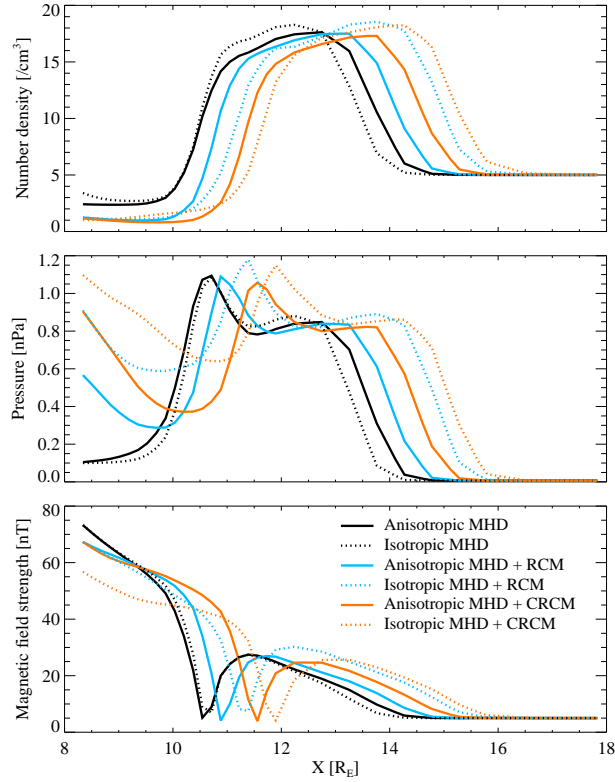 20
15
10
5
0
Number density [/cm³]
1.2
1.0
0.8
0.6
0.4
0.2
0.0
Pressure [nPa]
80
60
40
20
0
Magnetic field strength [nT]
Anisotropic MHD
Isotropic MHD
Anisotropic MHD + RCM
Isotropic MHD + RCM
Anisotropic MHD + CRCM
Isotropic MHD + CRCM
8 10 12 14 16 18
X [R_E]